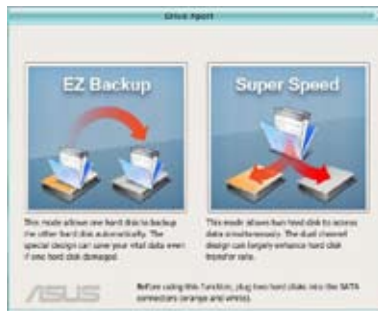 Drive Xpert
EZ Backup
Super Speed
This mode allows one hard disk to backup
the other hard disk automatically. The
special design can save your vital data even
if one hard disk damaged.
This mode allows two hard disk to access
data simultaneously. The dual channel
design can largely enhance hard disk
transfer rate.
ASUS
Before using this function, plug two hard disks into the SATA
connectors (orange and white).